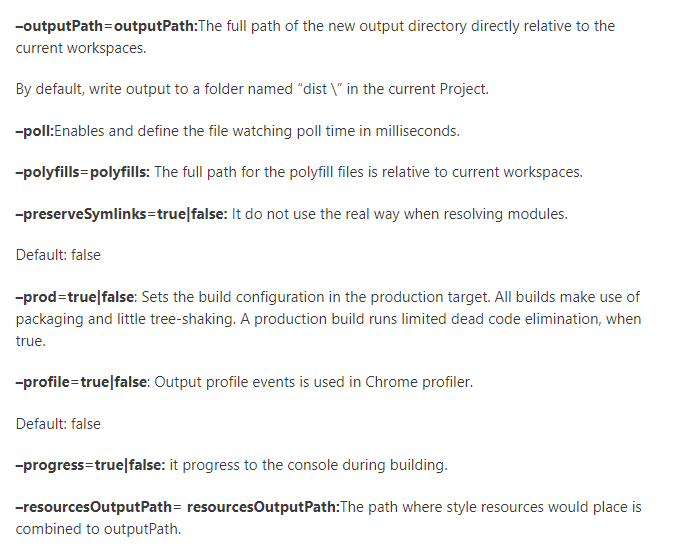 –outputPath=outputPath:The full path of the new output directory directly relative to the
current workspaces.
By default, write output to a folder named “dist \” in the current Project.
–poll:Enables and define the file watching poll time in milliseconds.
–polyfills=polyfills: The full path for the polyfill files is relative to current workspaces.
–preserveSymlinks=true|false: It do not use the real way when resolving modules.
Default: false
–prod=true|false: Sets the build configuration in the production target. All builds make use of
packaging and little tree-shaking. A production build runs limited dead code elimination, when
true.
–profile=true|false: Output profile events is used in Chrome profiler.
Default: false
–progress=true|false: it progress to the console during building.
–resourcesOutputPath= resourcesOutputPath:The path where style resources would place is
combined to outputPath.